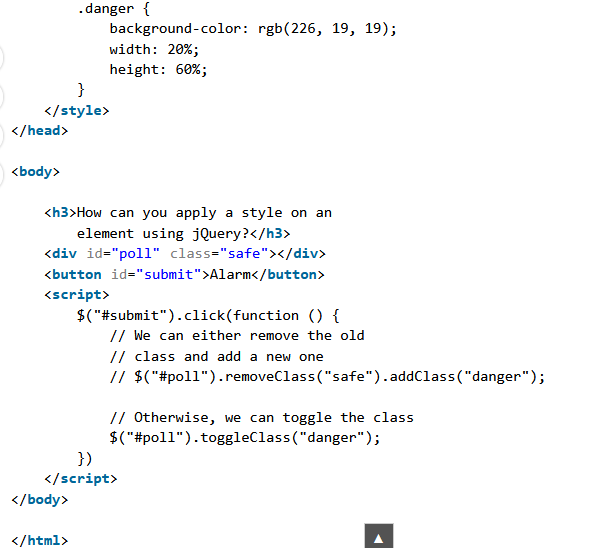 .danger {
background-color: rgb(226, 19, 19);
width: 20%;
height: 60%;
}
</style>
</head>
<body>
<h3>How can you apply a style on an
element using jQuery?</h3>
<div id="poll" class="safe"></div>
<button id="submit">Alarm</button>
<script>
$("#submit").click(function () {
// We can either remove the old
// class and add a new one
// $("#poll").removeClass("safe").addClass("danger");
// Otherwise, we can toggle the class
$("#poll").toggleClass("danger");
})
</script>
</body>
</html>